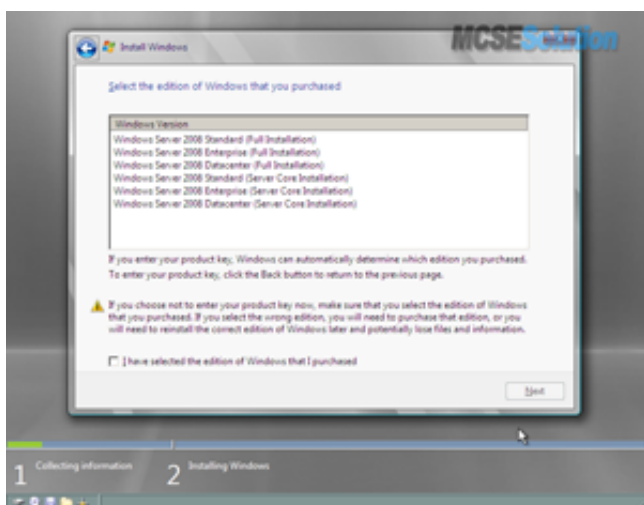 MCSESolution
Install Windows
Select the edition of Windows that you purchased
Windows Version
Windows Server 2008 Standard (Full Installation)
Windows Server 2008 Enterprise (Full Installation)
Windows Server 2008 Datacenter (Full Installation)
Windows Server 2008 Standard (Server Core Installation)
Windows Server 2008 Enterprise (Server Core Installation)
Windows Server 2008 Datacenter (Server Core Installation)
If you enter your product key, Windows can automatically determine which edition you purchased.
To enter your product key, click the Back button to return to the previous page.
If you choose not to enter your product key now, make sure that you select the edition of Windows
that you purchased. If you select the wrong edition, you will need to purchase that edition, or you
will need to reinstall the correct edition of Windows later and potentially lose files and information.
I have selected the edition of Windows that I purchased
Next
1 Collecting information
2 Installing Windows